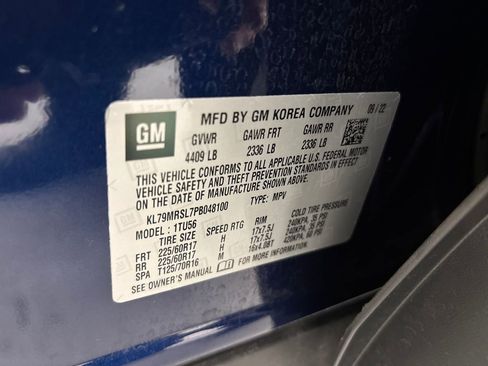 GM
MFD BY GM KOREA COMPANY 09/22
GVWR GAWR FRT GAWR RR
4409 LB 2336 LB 2336 LB
THIS VEHICLE CONFORMS TO ALL APPLICABLE U.S. FEDERAL MOTOR
VEHICLE SAFETY AND THEFT PREVENTION STANDARDS IN EFFECT
ON THE DATE OF MANUFACTURE SHOWN ABOVE.
KL79MRSL7PB048100 TYPE: MPV
MODEL: 1TU56
TIRE SIZE SPEED RTG RIM COLD TIRE PRESSURE
FRT 225/60R17 H 17x7.5J 240KPA, 35 PSI
RR 225/60R17 H 17x7.5J 240KPA, 35 PSI
SPA T125/70R16 M 16x4.0BT 420KPA, 60 PSI
SEE OWNER'S MANUAL